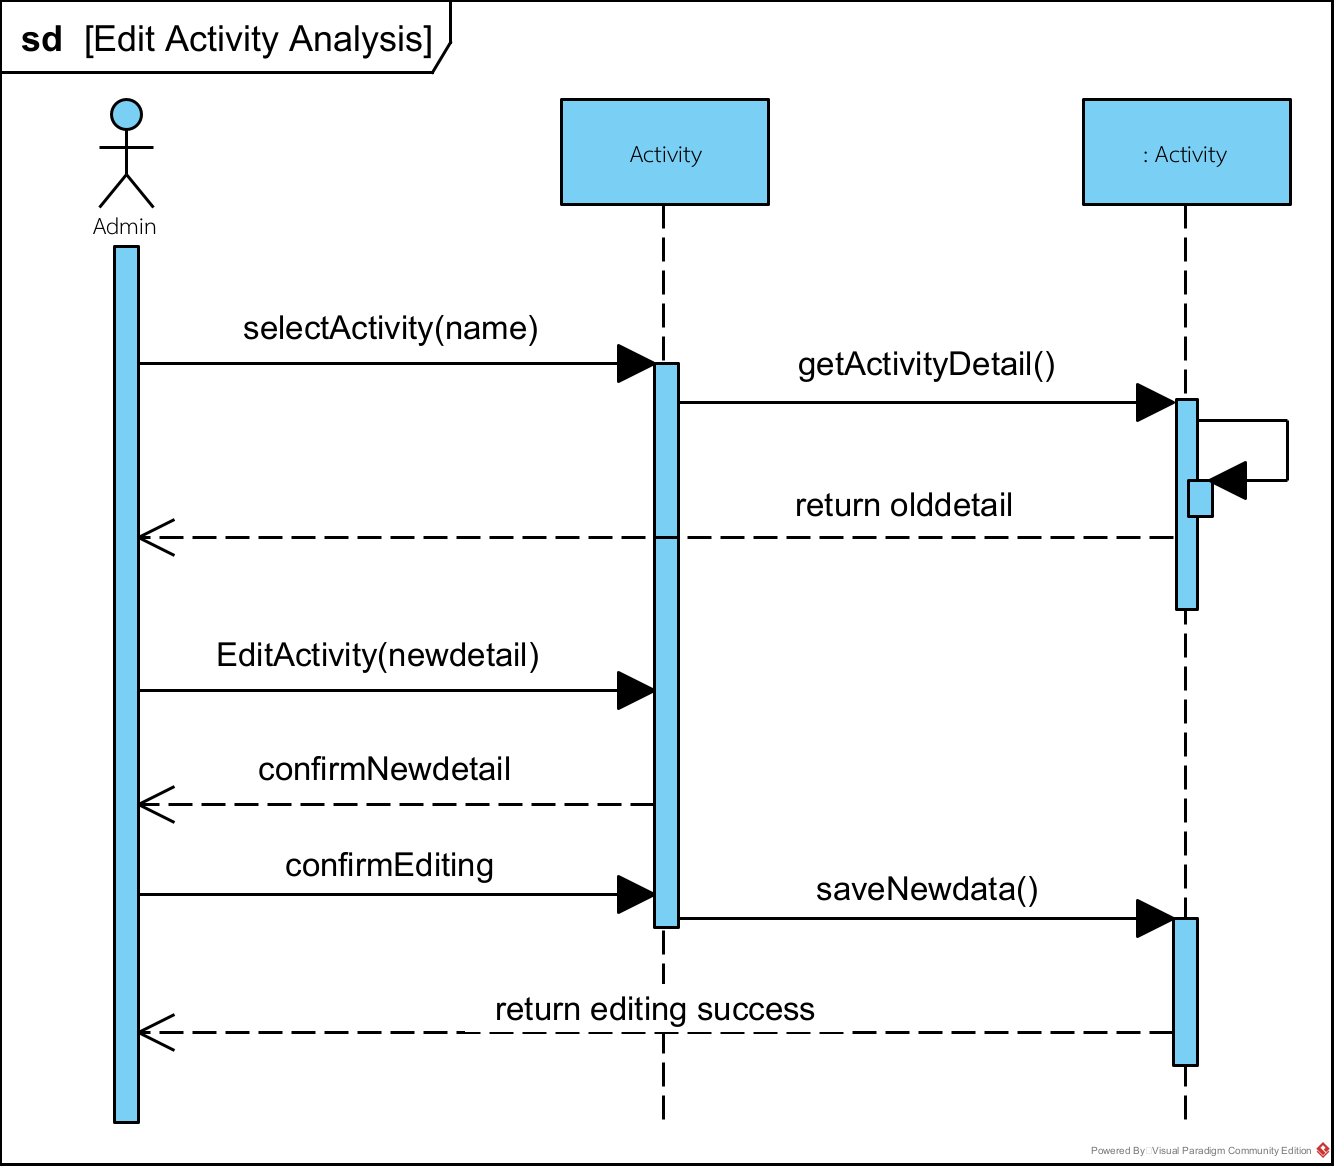 sd [Edit Activity Analysis]
Admin
Activity
: Activity
selectActivity(name)
getActivityDetail()
return olddetail
EditActivity(newdetail)
confirmNewdetail
confirmEditing
saveNewdata()
return editing success
Powered By Visual Paradigm Community Edition